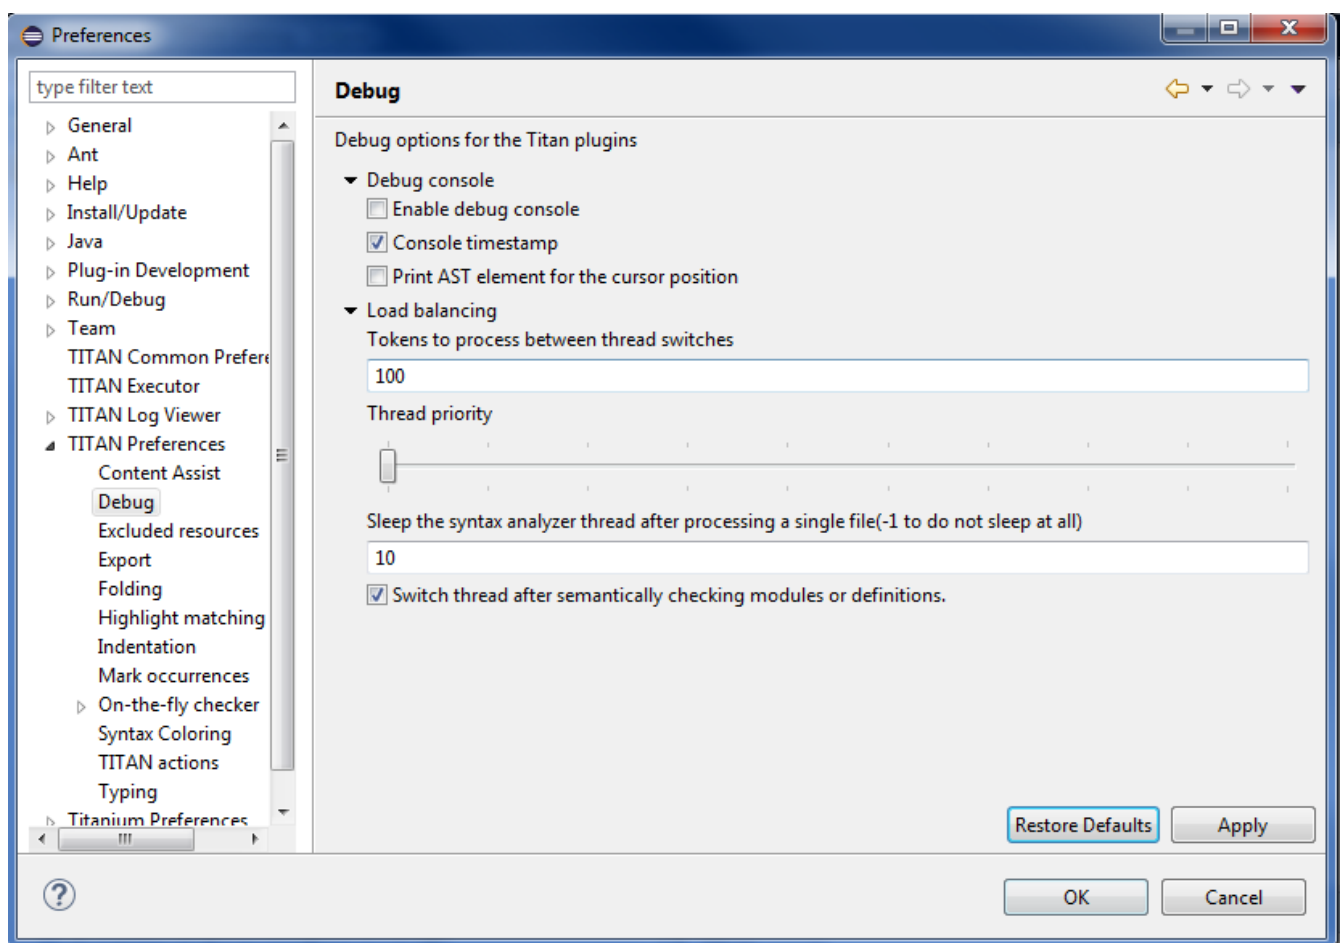 Preferences
type filter text
General
Ant
Help
Install/Update
Java
Plug-in Development
Run/Debug
Team
TITAN Common Prefere
TITAN Executor
TITAN Log Viewer
TITAN Preferences
Content Assist
Debug
Excluded resources
Export
Folding
Highlight matching
Indentation
Mark occurrences
On-the-fly checker
Syntax Coloring
TITAN actions
Typing
Titanium Preferences
Debug
Debug options for the Titan plugins
Debug console
Enable debug console
Console timestamp
Print AST element for the cursor position
Load balancing
Tokens to process between thread switches
100
Thread priority
Sleep the syntax analyzer thread after processing a single file(-1 to do not sleep at all)
10
Switch thread after semantically checking modules or definitions.
Restore Defaults
Apply
?
OK
Cancel